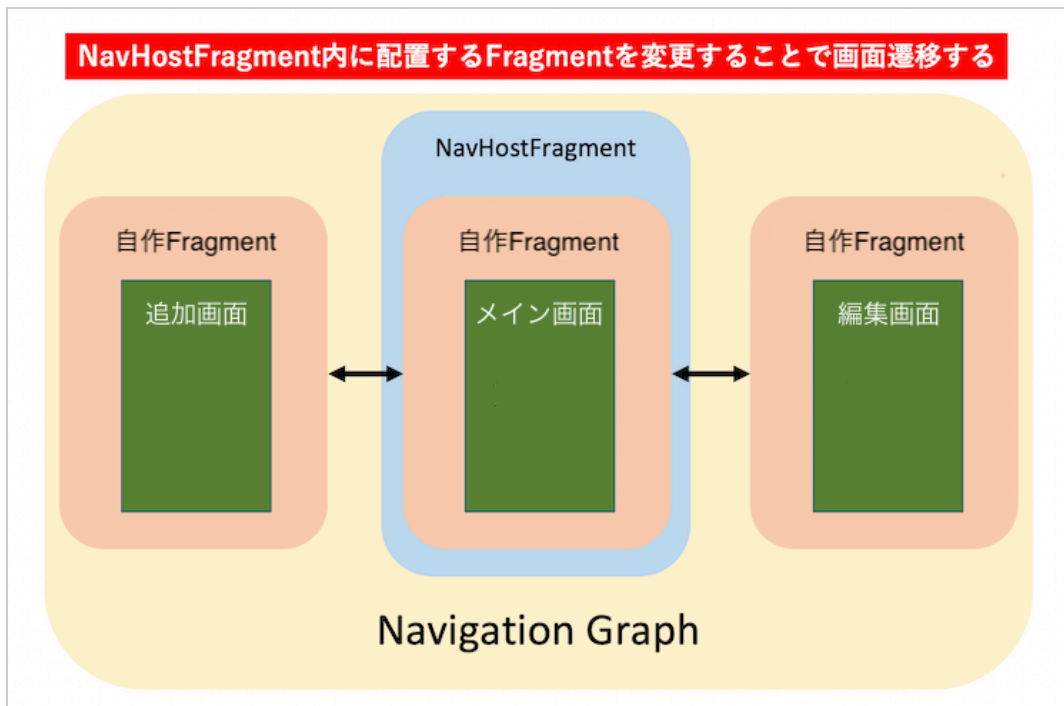 NavHostFragment内に配置するFragmentを変更することで画面遷移する
NavHostFragment
自作Fragment
自作Fragment
自作Fragment
追加画面
メイン画面
編集画面
Navigation Graph